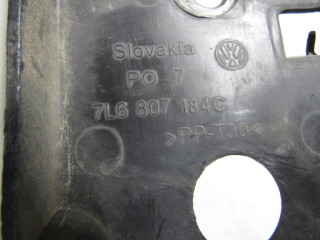 Slovakia
PO 7
7L6 807 184C
>PP-T30<